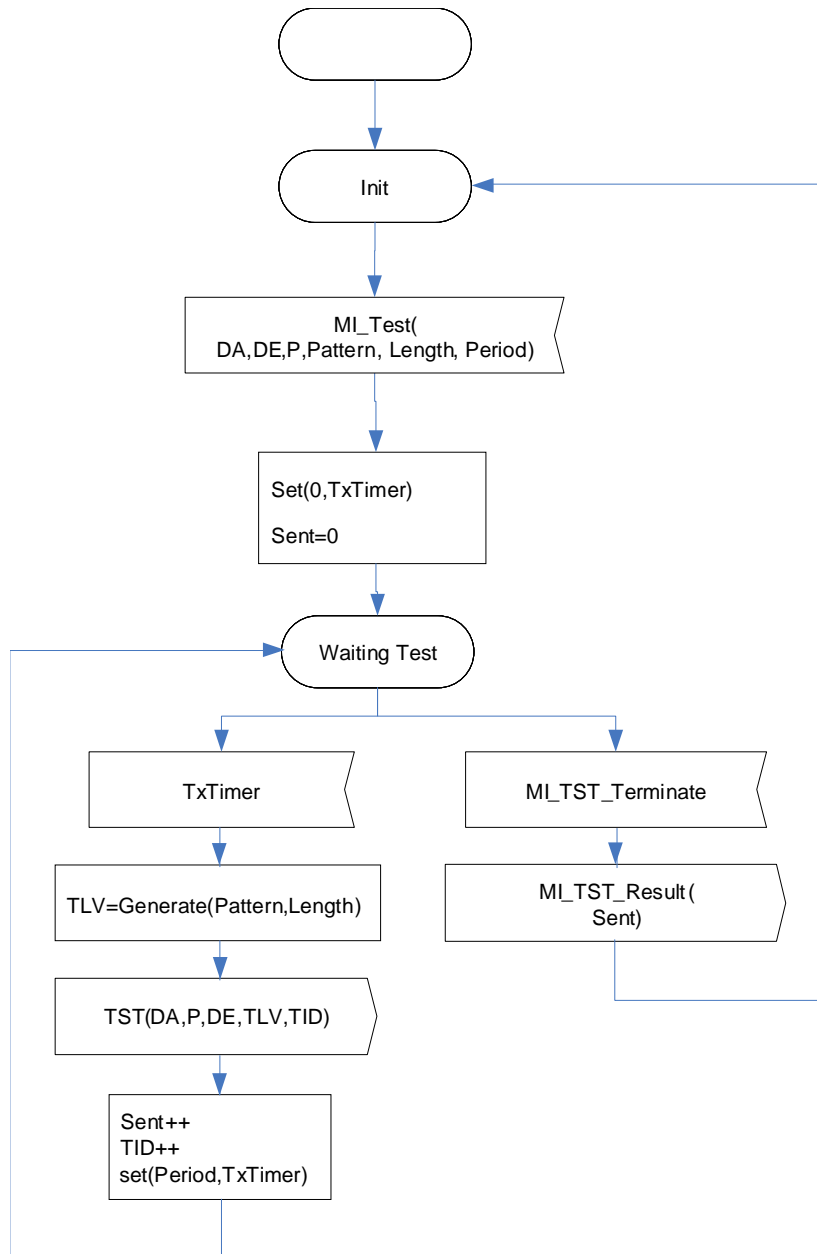 Init
MI_Test(
DA,DE,P,Pattern, Length, Period)
Set(0,TxTimer)
Sent=0
Waiting Test
TxTimer
MI_TST_Terminate
TLV=Generate(Pattern,Length)
MI_TST_Result(
Sent)
TST(DA,P,DE,TLV,TID)
Sent++
TID++
set(Period,TxTimer)